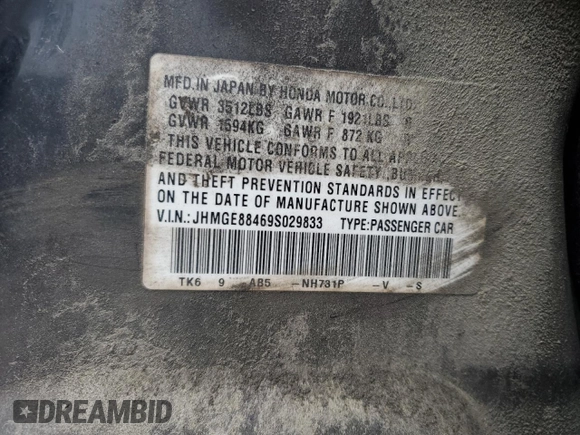 MFD. IN JAPAN BY HONDA MOTOR CO., LTD.
GVWR 3512LBS GAWR F 1921LBS R
GVWR 1594KG GAWR F 872 KG R
THIS VEHICLE CONFORMS TO ALL
FEDERAL MOTOR VEHICLE SAFETY,
AND THEFT PREVENTION STANDARDS IN EFFECT
ON THE DATE OF MANUFACTURE SHOWN ABOVE.
V.I.N.: JHMGE88469S029833 TYPE:PASSENGER CAR
TK6 9 AB5 -NH731P -V -S
DREAMBID